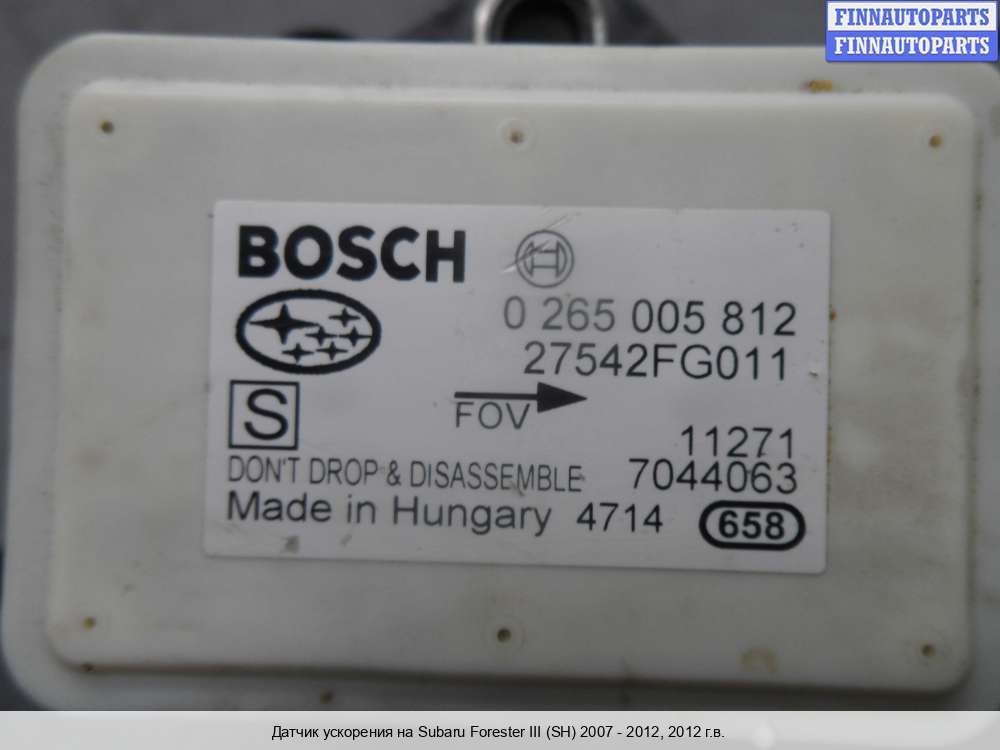 FINNAUTOPARTS
FINNAUTOPARTS
BOSCH
0 265 005 812
27542FG011
S
FOV
11271
DON'T DROP & DISASSEMBLE 7044063
Made in Hungary 4714 658
Датчик ускорения на Subaru Forester III (SH) 2007 - 2012, 2012 г.в.